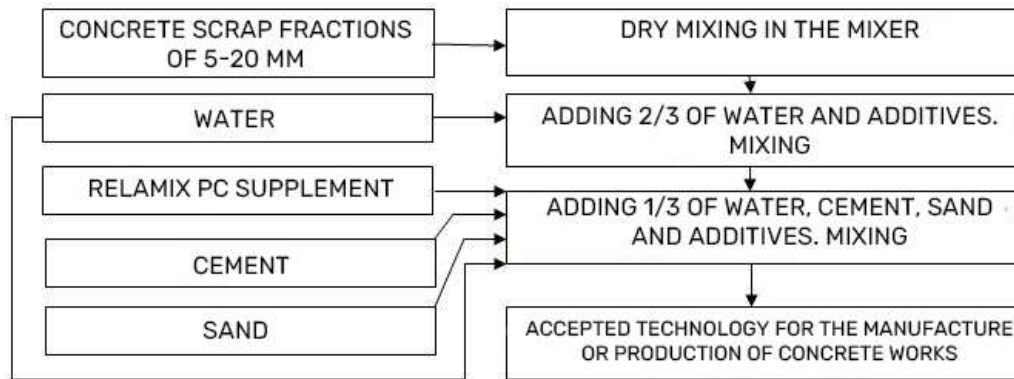 CONCRETE SCRAP FRACTIONS
OF 5-20 MM
DRY MIXING IN THE MIXER
WATER
ADDING 2/3 OF WATER AND ADDITIVES.
MIXING
RELAMIX PC SUPPLEMENT
ADDING 1/3 OF WATER, CEMENT, SAND
AND ADDITIVES. MIXING
CEMENT
SAND
ACCEPTED TECHNOLOGY FOR THE MANUFACTURE
OR PRODUCTION OF CONCRETE WORKS